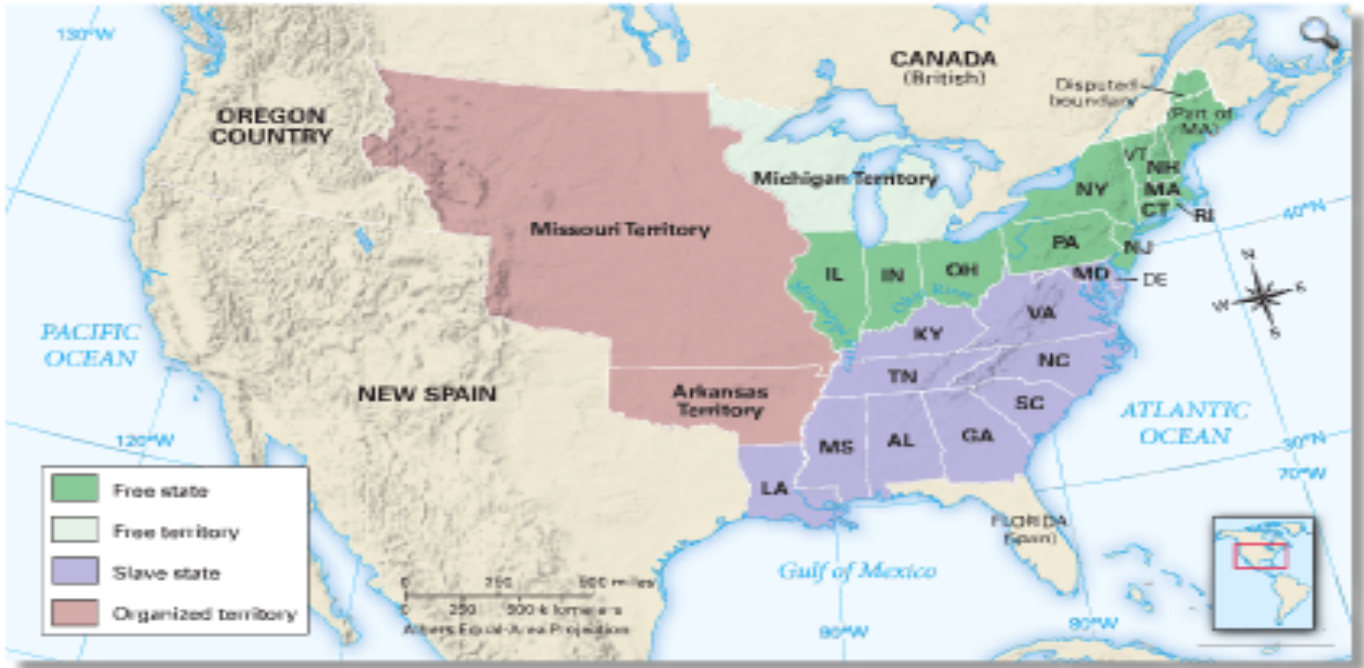 130°W
OREGON
COUNTRY
CANADA
(British)
Disputed
boundary
(Part of
MA)
VT
NH
NY
MA
CT
RI
Michigan Territory
Missouri Territory
40°N
PA
NJ
IL
IN
OH
MD
DE
N
W
E
S
Ohio River
VA
KY
PACIFIC
OCEAN
NC
TN
NEW SPAIN
Arkansas
Territory
SC
ATLANTIC
OCEAN
120°W
MS
AL
GA
30°N
70°W
LA
Free state
Free territory
Slave state
Organized territory
FLORIDA
(Spain)
Gulf of Mexico
0
250
500 miles
0
250
500 kilometers
Albers Equal-Area Projection
90°W
80°W